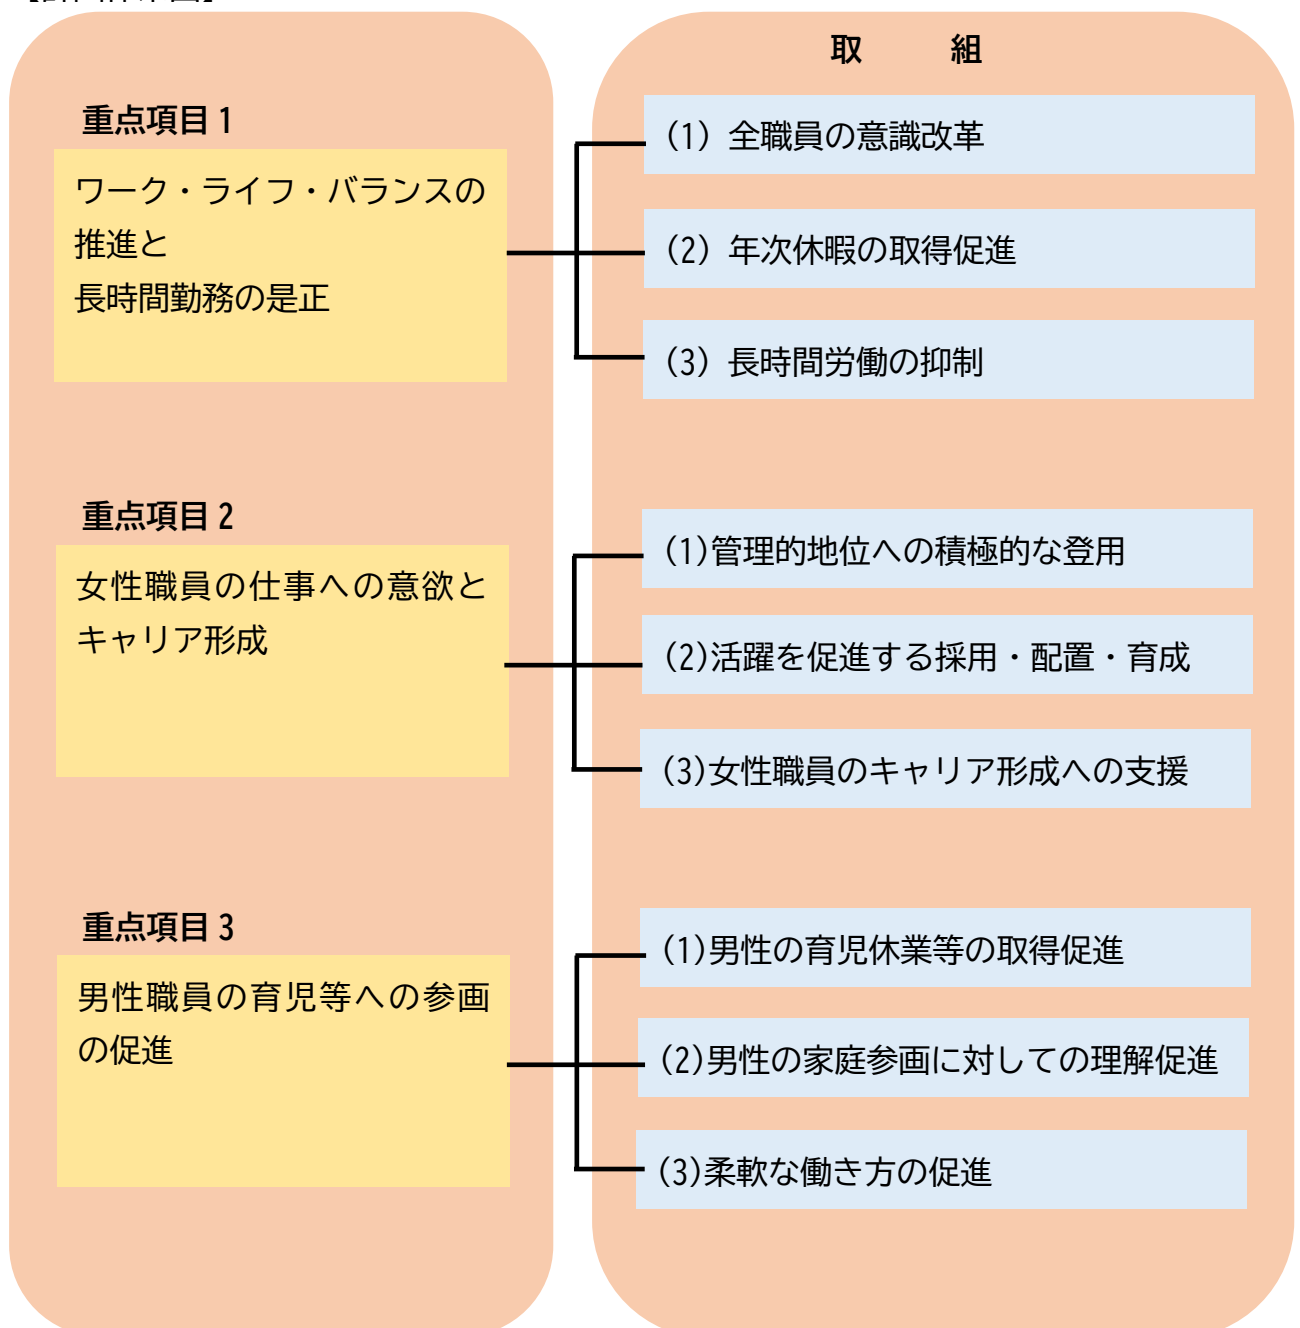 取　組
重点項目1
ワーク・ライフ・バランスの
推進と
長時間勤務の是正
(1) 全職員の意識改革
(2) 年次休暇の取得促進
(3) 長時間労働の抑制
重点項目2
女性職員の仕事への意欲と
キャリア形成
(1)管理的地位への積極的な登用
(2)活躍を促進する採用・配置・育成
(3)女性職員のキャリア形成への支援
重点項目3
男性職員の育児等への参画
の促進
(1)男性の育児休業等の取得促進
(2)男性の家庭参画に対しての理解促進
(3)柔軟な働き方の促進